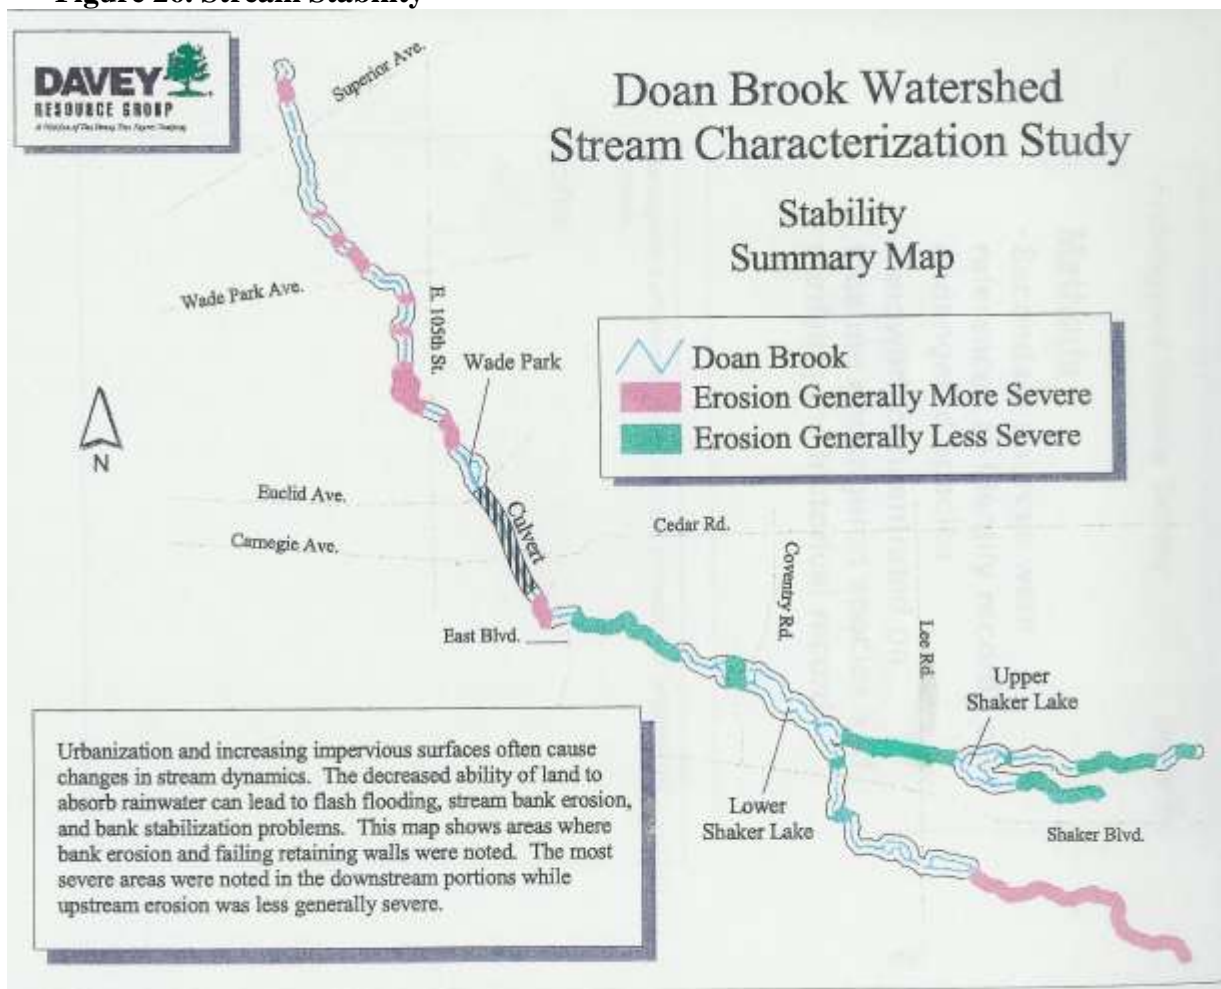 Figure 26. Stream Stability
DAVEY
RESOURCE GROUP
Doan Brook Watershed
Stream Characterization Study
Stability
Summary Map
Superior Ave.
Wade Park Ave.
E. 105th St.
Wade Park
Doan Brook
Erosion Generally More Severe
Erosion Generally Less Severe
N
Euclid Ave.
Carnegie Ave.
Culvert
Cedar Rd.
Coventry Rd.
Lee Rd.
East Blvd.
Upper
Shaker Lake
Lower
Shaker Lake
Shaker Blvd.
Urbanization and increasing impervious surfaces often cause
changes in stream dynamics. The decreased ability of land to
absorb rainwater can lead to flash flooding, stream bank erosion,
and bank stabilization problems. This map shows areas where
bank erosion and failing retaining walls were noted. The most
severe areas were noted in the downstream portions while
upstream erosion was less generally severe.